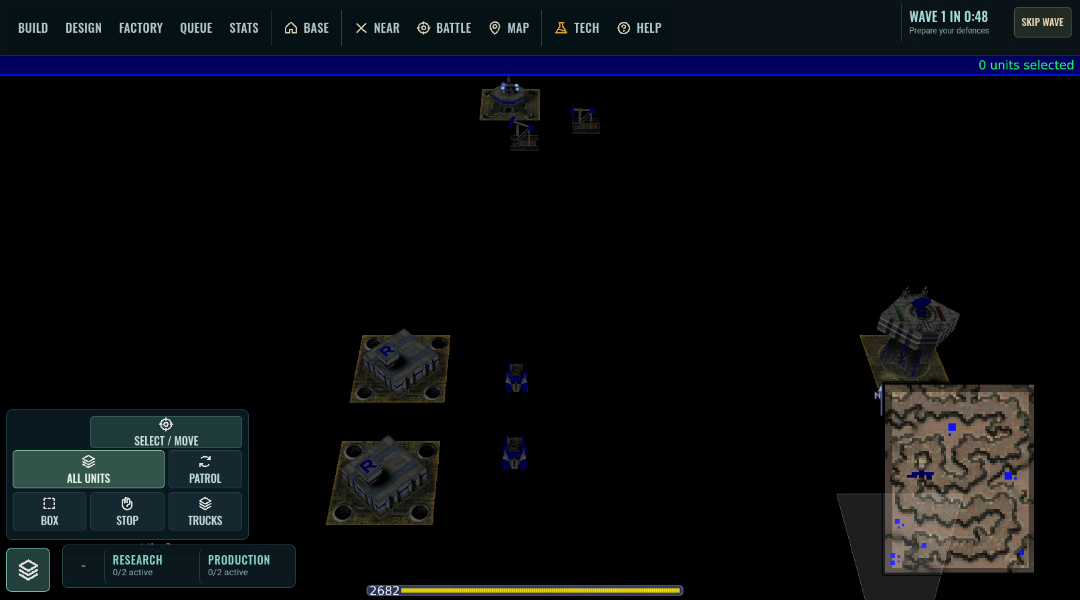 BUILD
DESIGN
FACTORY
QUEUE
STATS
BASE
NEAR
BATTLE
MAP
TECH
HELP
WAVE 1 IN 0:48
Prepare your defences
SKIP WAVE
0 units selected
R
R
N
SELECT / MOVE
ALL UNITS
PATROL
BOX
STOP
TRUCKS
-
RESEARCH
0/2 active
PRODUCTION
0/2 active
2682